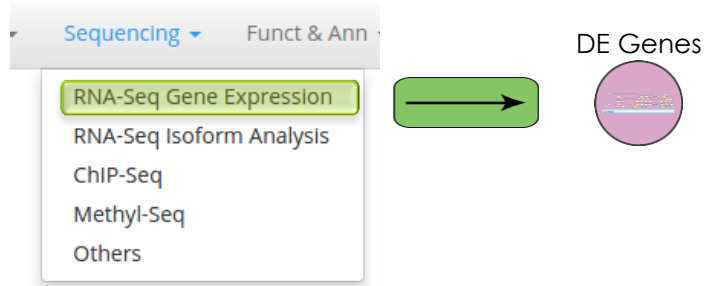 Sequencing Funct & Ann
DE Genes
RNA-Seq Gene Expression
RNA-Seq Isoform Analysis
ChIP-Seq
Methyl-Seq
Others